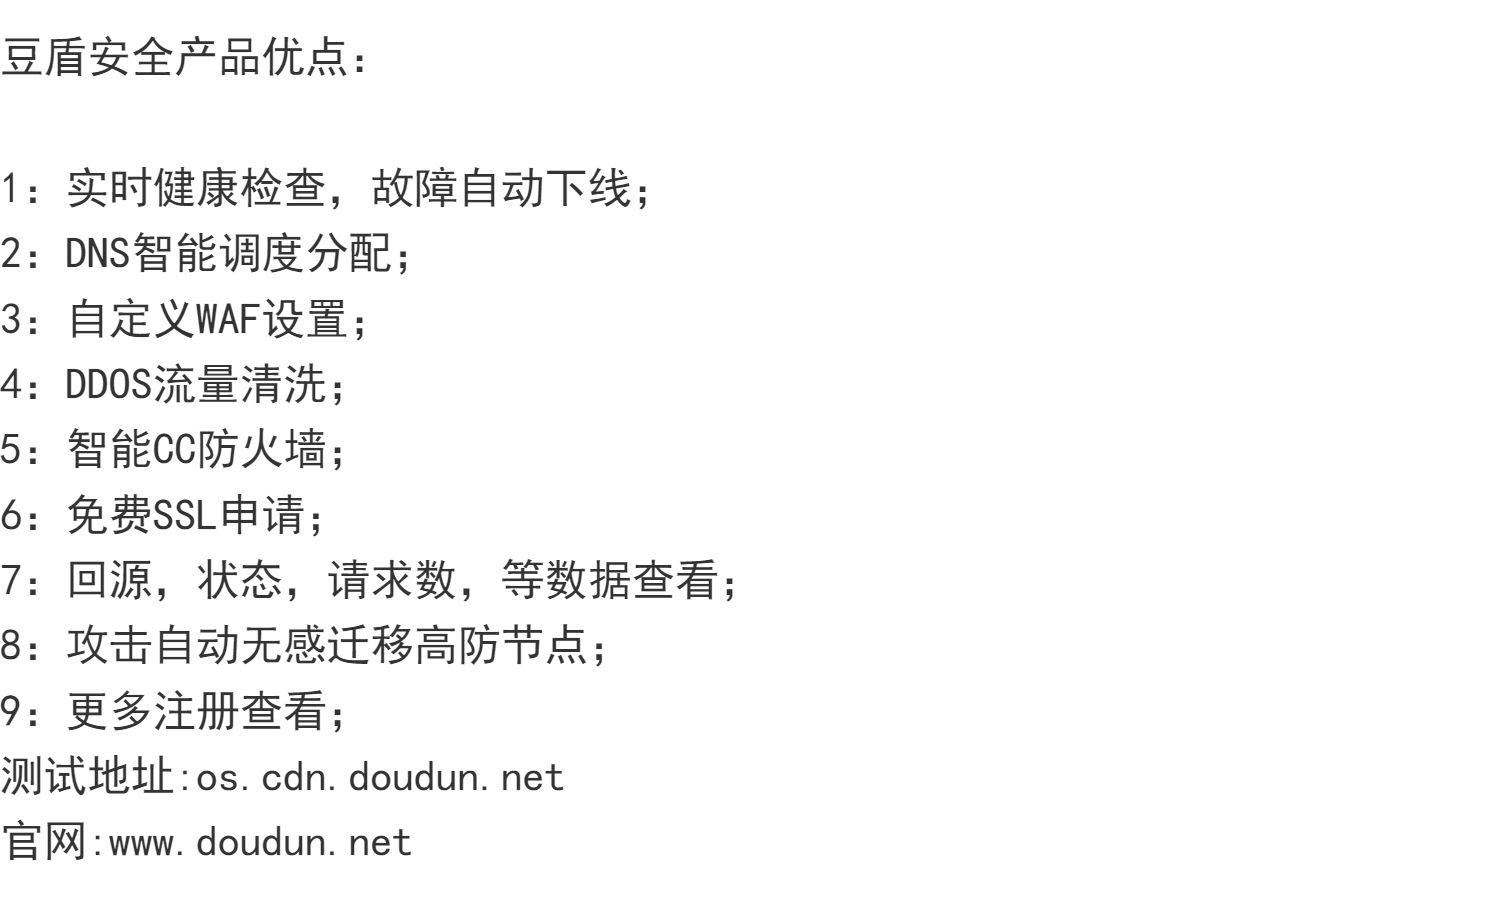 豆盾安全产品优点：
1：实时健康检查，故障自动下线；
2：DNS智能调度分配；
3：自定义WAF设置；
4：DDOS流量清洗；
5：智能CC防火墙；
6：免费SSL申请；
7：回源，状态，请求数，等数据查看；
8：攻击自动无感迁移高防节点；
9：更多注册查看；
测试地址:os.cdn.doudun.net
官网:www.doudun.net